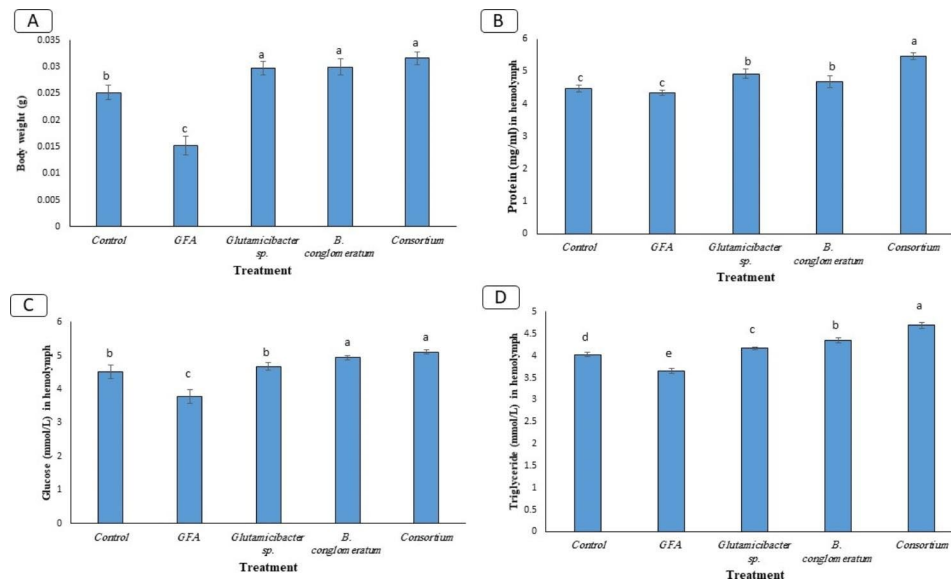 A
Body weight (g)
0.035
0.03
0.025
0.02
0.015
0.01
0.005
0
b
c
a
a
a
Control
GFA
Glutamicibacter
sp.
B.
conglomeratum
Consortium
Treatment
B
Protein (mg/ml) in hemolymph
6
5
4
3
2
1
0
c
c
b
b
a
Control
GFA
Glutamicibacter
sp.
B.
conglomeratum
Consortium
Treatment
C
Glucose (mmol/L) in hemolymph
6
5
4
3
2
1
0
b
c
b
a
a
Control
GFA
Glutamicibacter
sp.
B.
conglomeratum
Consortium
Treatment
D
Triglyceride (mmol/L) in hemolymph
5
4.5
4
3.5
3
2.5
2
1.5
1
0.5
0
d
e
c
b
a
Control
GFA
Glutamicibacter
sp.
B.
conglomeratum
Consortium
Treatment